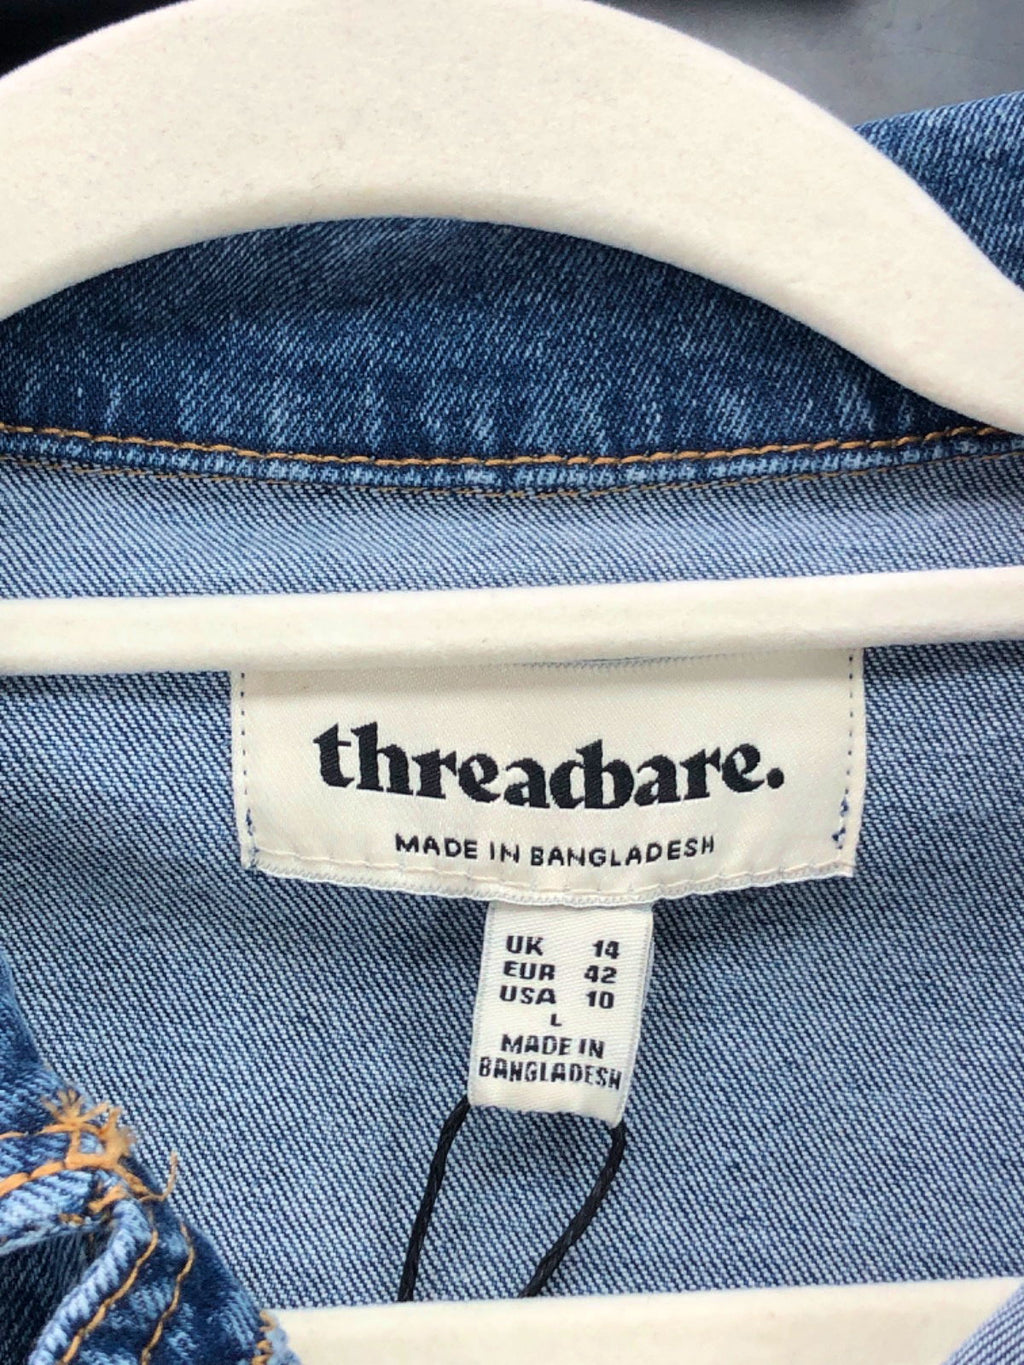 threadbare.
MADE IN BANGLADESH
UK 14
EUR 42
USA 10
L
MADE IN
BANGLADESH